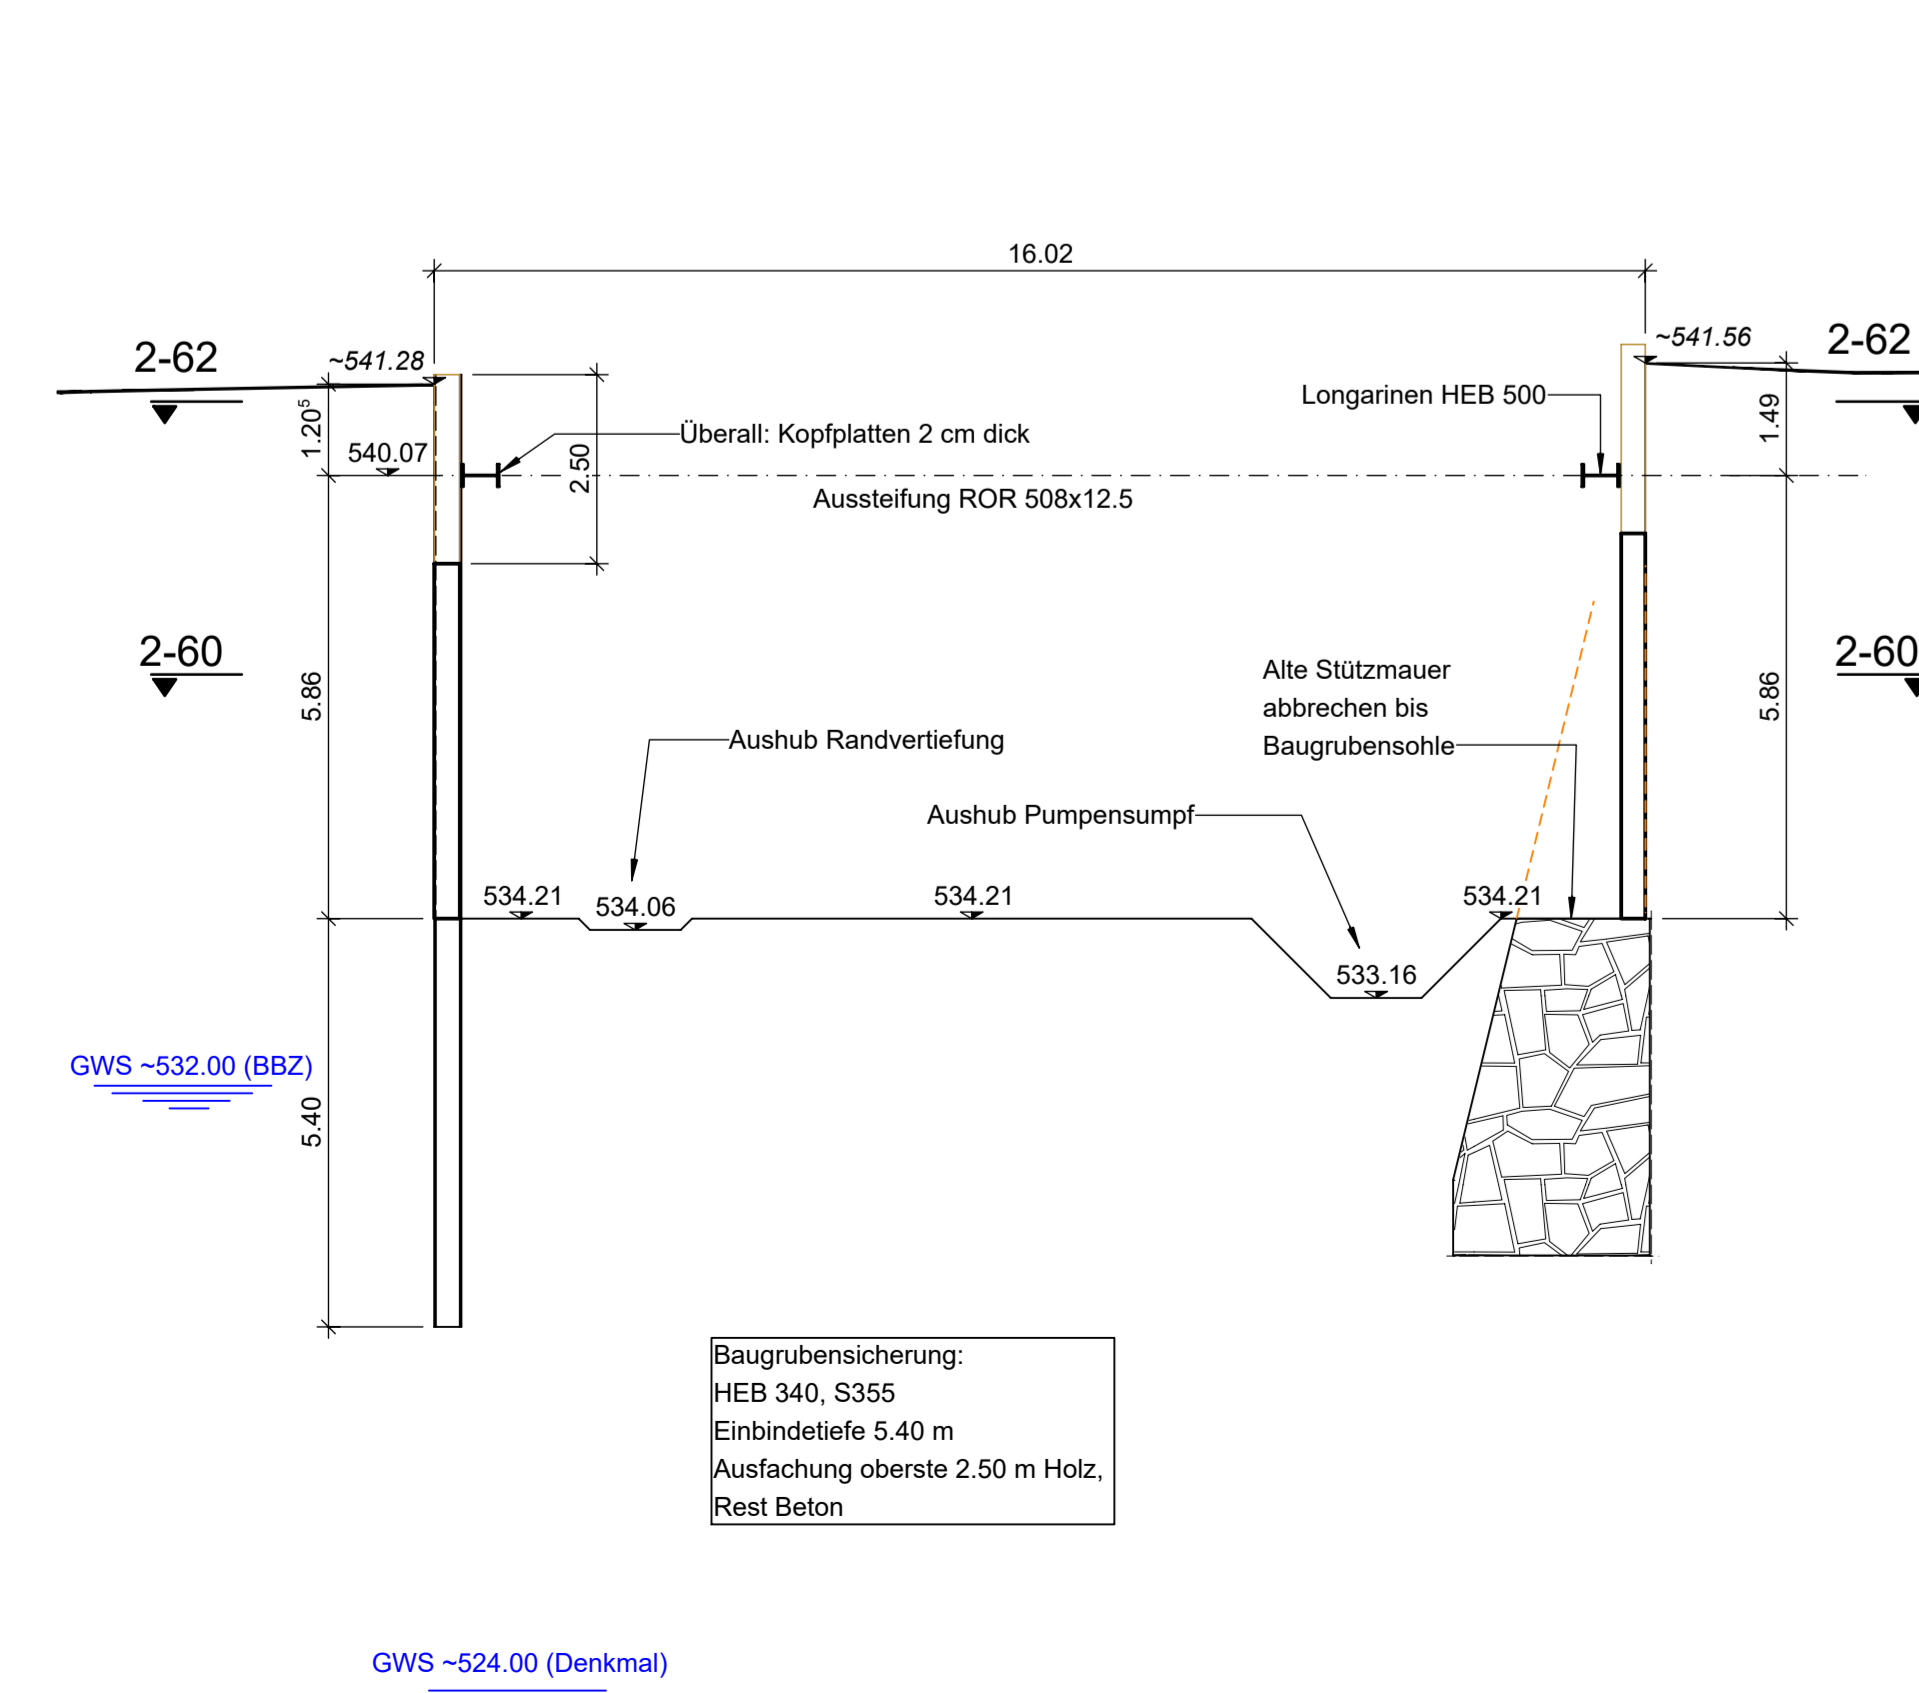 16.02
2-62
~541.28
~541.56
2-62
1.20⁵
540.07
Überall: Kopfplatten 2 cm dick
2.50
Longarinen HEB 500
1.49
Aussteifung ROR 508x12.5
2-60
5.86
Alte Stützmauer
abbrechen bis
Baugrubensohle
2-60
5.86
Aushub Randvertiefung
Aushub Pumpensumpf
534.21
534.06
534.21
534.21
533.16
GWS ~532.00 (BBZ)
5.40
Baugrubensicherung:
HEB 340, S355
Einbindetiefe 5.40 m
Ausfachung oberste 2.50 m Holz,
Rest Beton
GWS ~524.00 (Denkmal)